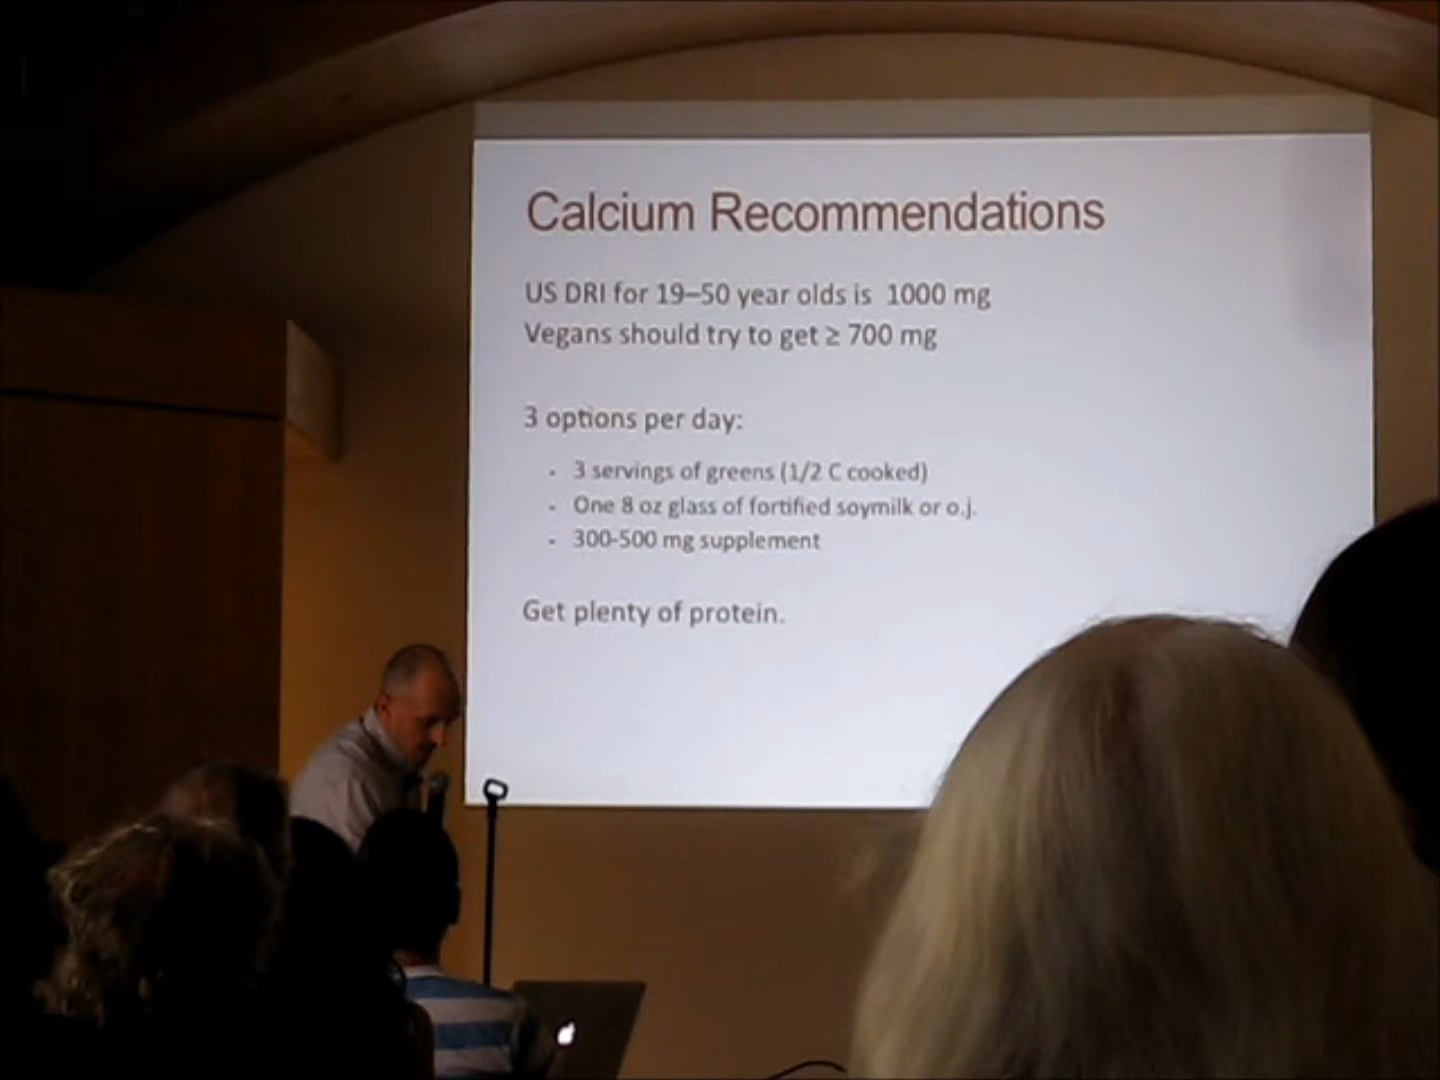 Calcium Recommendations
US DRI for 19–50 year olds is 1000 mg
Vegans should try to get ≥ 700 mg
3 options per day:
- 3 servings of greens (1/2 C cooked)
- One 8 oz glass of fortified soymilk or o.j.
- 300-500 mg supplement
Get plenty of protein.